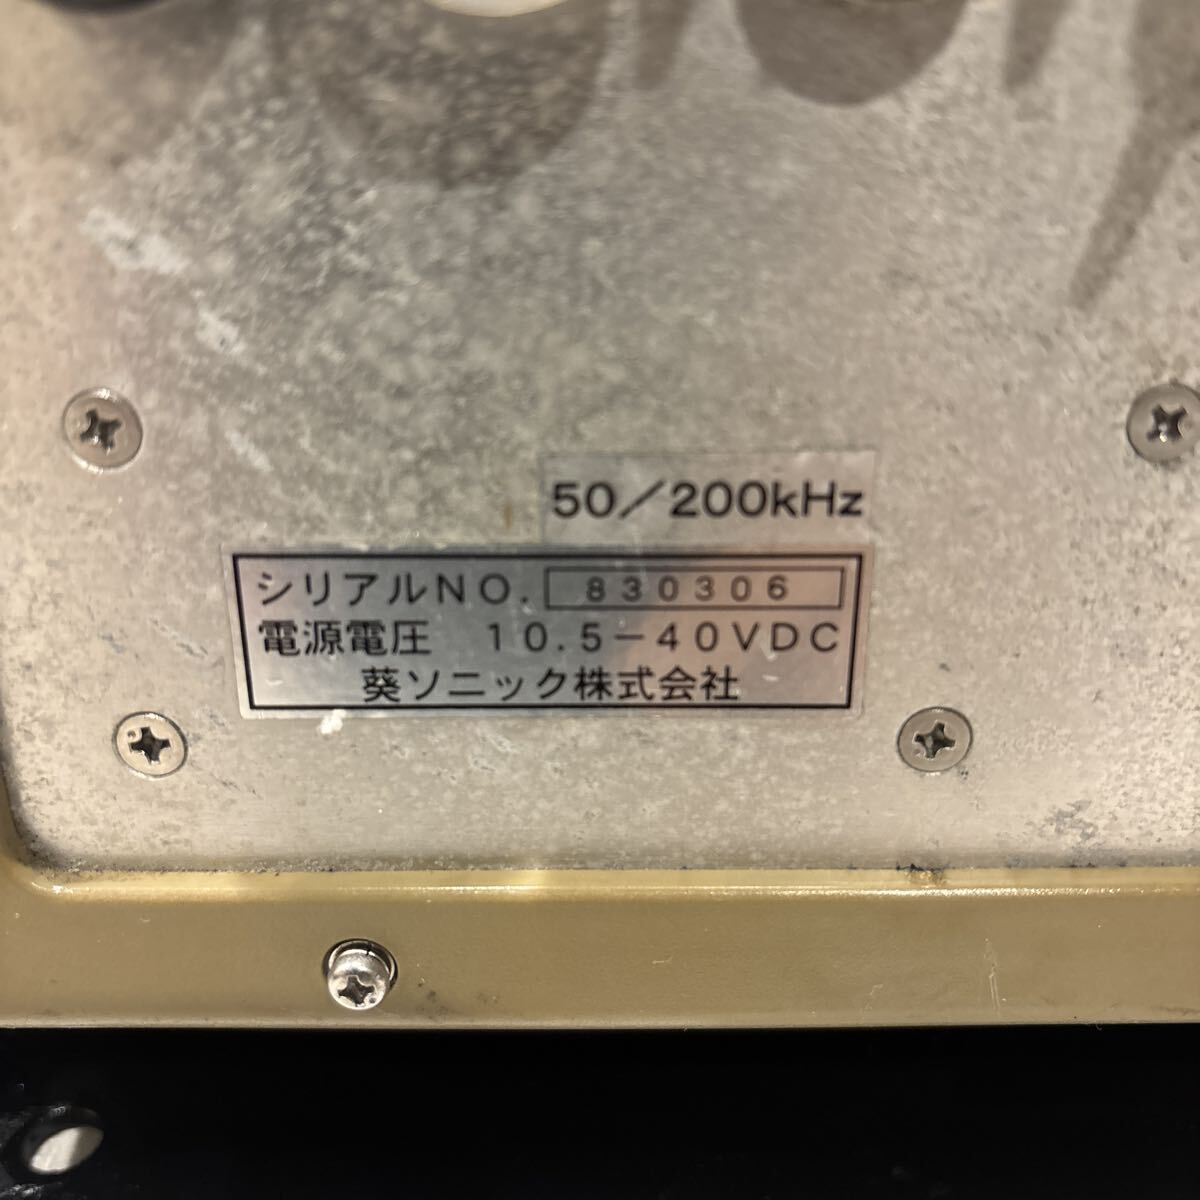 50／200kHz
シリアルNO. 830306
電源電圧　10.5－40VDC
葵ソニック株式会社